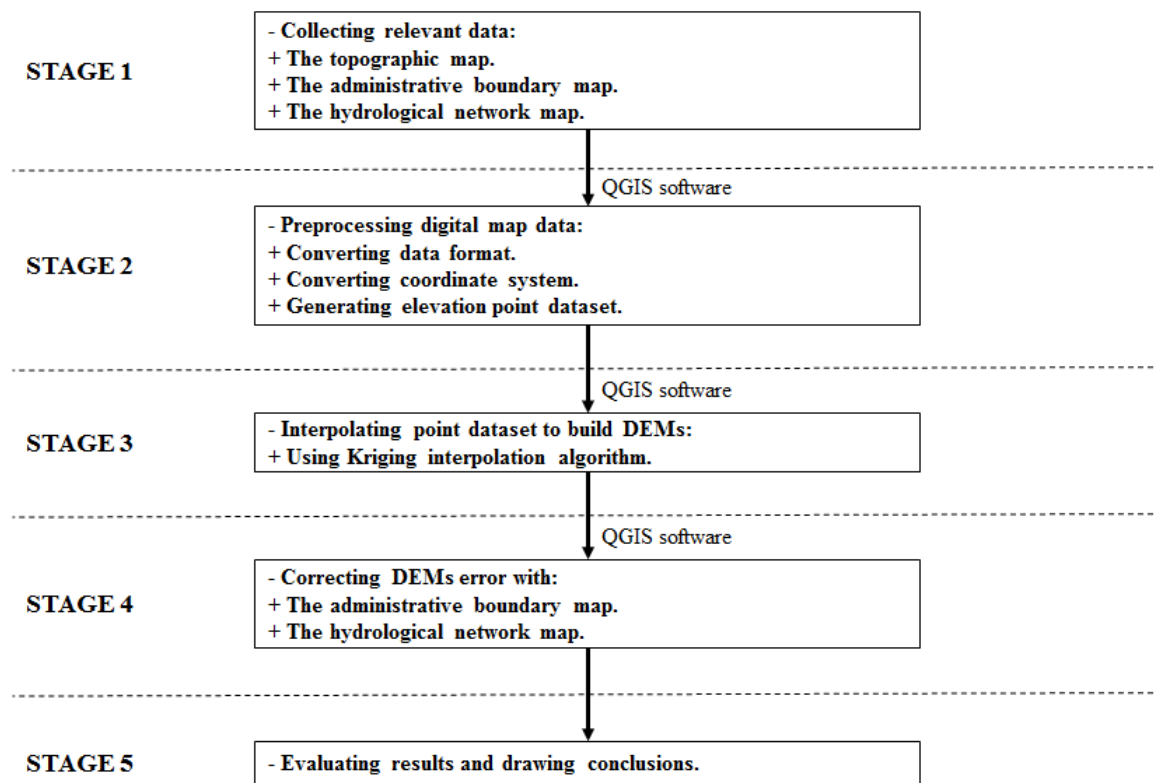 STAGE 1
- Collecting relevant data:
+ The topographic map.
+ The administrative boundary map.
+ The hydrological network map.
QGIS software
STAGE 2
- Preprocessing digital map data:
+ Converting data format.
+ Converting coordinate system.
+ Generating elevation point dataset.
QGIS software
STAGE 3
- Interpolating point dataset to build DEMs:
+ Using Kriging interpolation algorithm.
QGIS software
STAGE 4
- Correcting DEMs error with:
+ The administrative boundary map.
+ The hydrological network map.
STAGE 5
- Evaluating results and drawing conclusions.